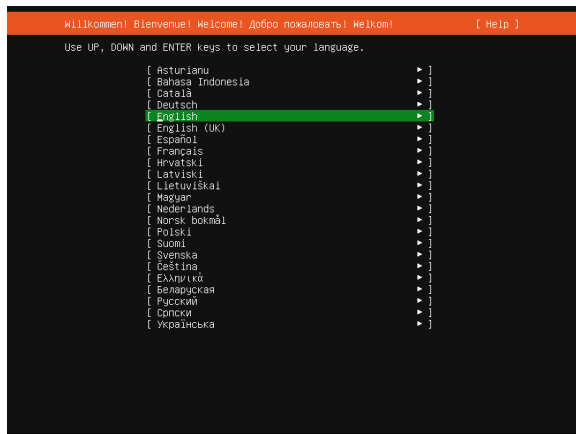 Willkommen! Bienvenue! Welcome! Добро пожаловать! Welkom! [ Help ]
Use UP, DOWN and ENTER keys to select your language.
[ Asturianu ► ]
[ Bahasa Indonesia ► ]
[ Català ► ]
[ Deutsch ► ]
[ English ► ]
[ English (UK) ► ]
[ Español ► ]
[ Français ► ]
[ Hrvatski ► ]
[ Latviski ► ]
[ Lietuviškai ► ]
[ Magyar ► ]
[ Nederlands ► ]
[ Norsk bokmål ► ]
[ Polski ► ]
[ Suomi ► ]
[ Svenska ► ]
[ Čeština ► ]
[ Ελληνικά ► ]
[ Беларуская ► ]
[ Русский ► ]
[ Српски ► ]
[ Українська ► ]